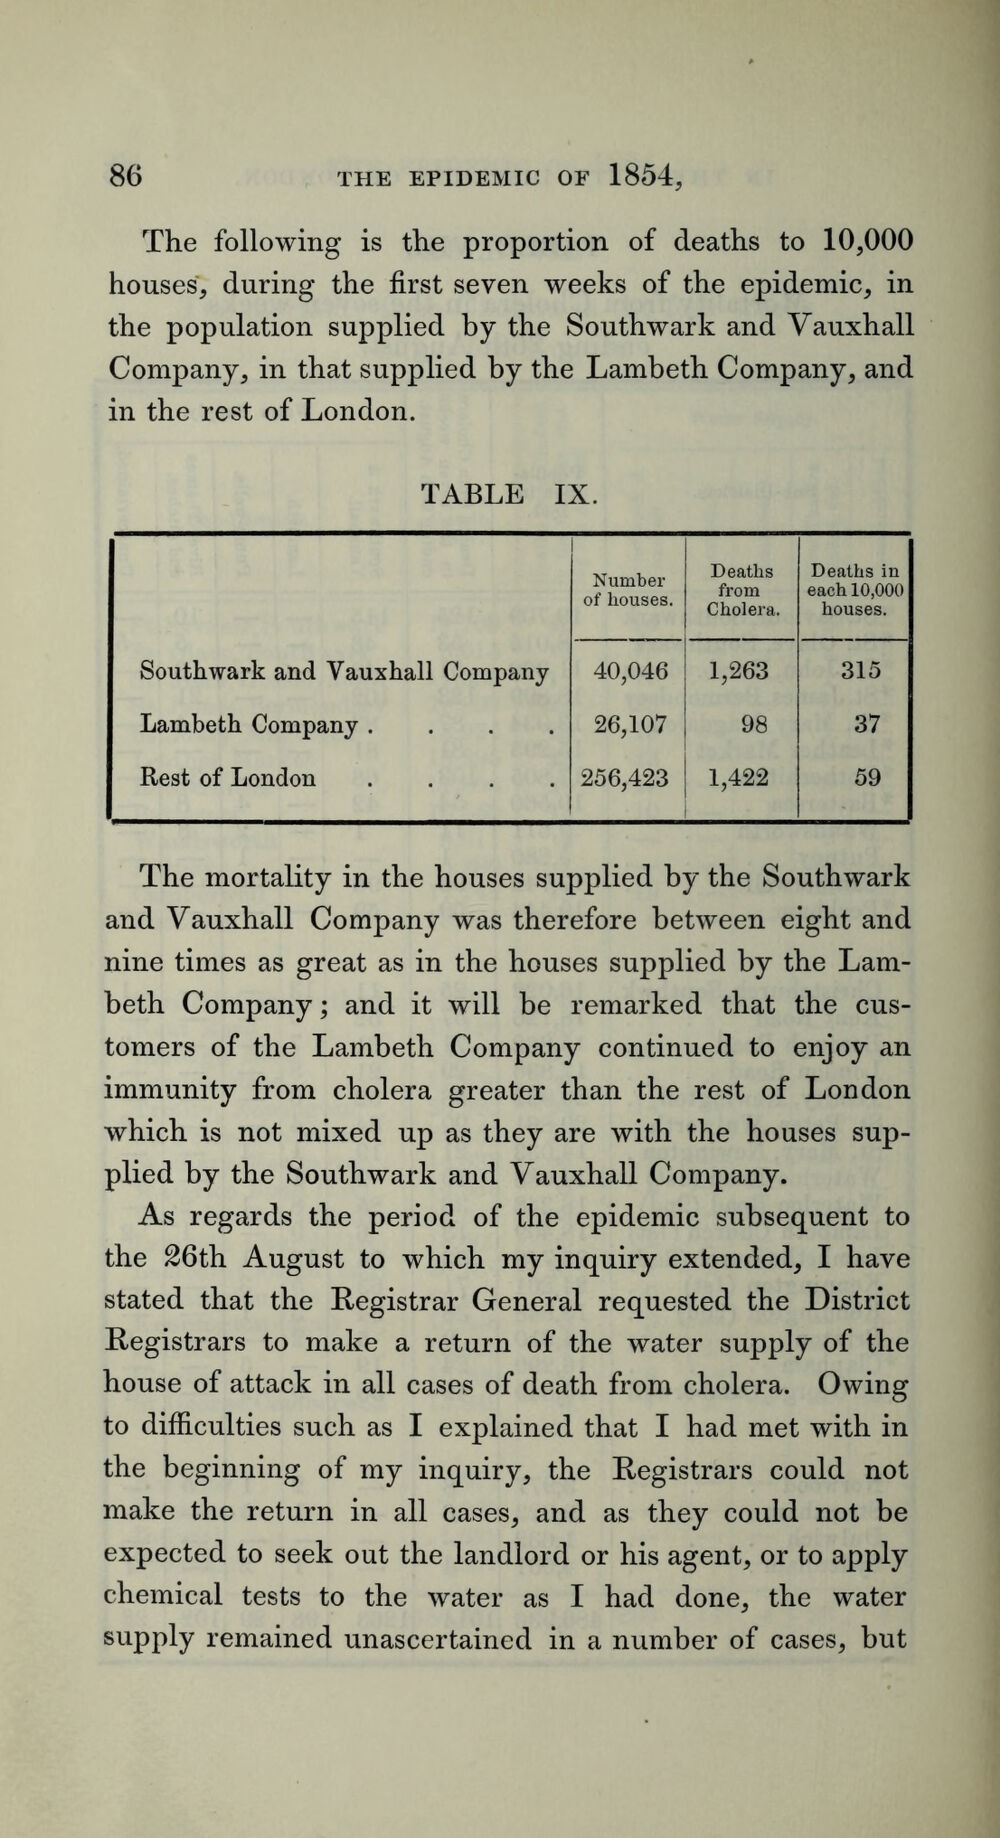 86 THE EPIDEMIC OF 1854,
The following is the proportion of deaths to 10,000
houses, during the first seven weeks of the epidemic, in
the population supplied by the Southwark and Vauxhall
Company, in that supplied by the Lambeth Company, and
in the rest of London.
TABLE IX.
Number of houses. Deaths from Cholera. Deaths in each 10,000 houses.
Southwark and Vauxhall Company 40,046 1,263 315
Lambeth Company . . . . 26,107 98 37
Rest of London . . . . 256,423 1,422 59
The mortality in the houses supplied by the Southwark
and Vauxhall Company was therefore between eight and
nine times as great as in the houses supplied by the Lam-
beth Company; and it will be remarked that the cus-
tomers of the Lambeth Company continued to enjoy an
immunity from cholera greater than the rest of London
which is not mixed up as they are with the houses sup-
plied by the Southwark and Vauxhall Company.
As regards the period of the epidemic subsequent to
the 26th August to which my inquiry extended, I have
stated that the Registrar General requested the District
Registrars to make a return of the water supply of the
house of attack in all cases of death from cholera. Owing
to difficulties such as I explained that I had met with in
the beginning of my inquiry, the Registrars could not
make the return in all cases, and as they could not be
expected to seek out the landlord or his agent, or to apply
chemical tests to the water as I had done, the water
supply remained unascertained in a number of cases, but